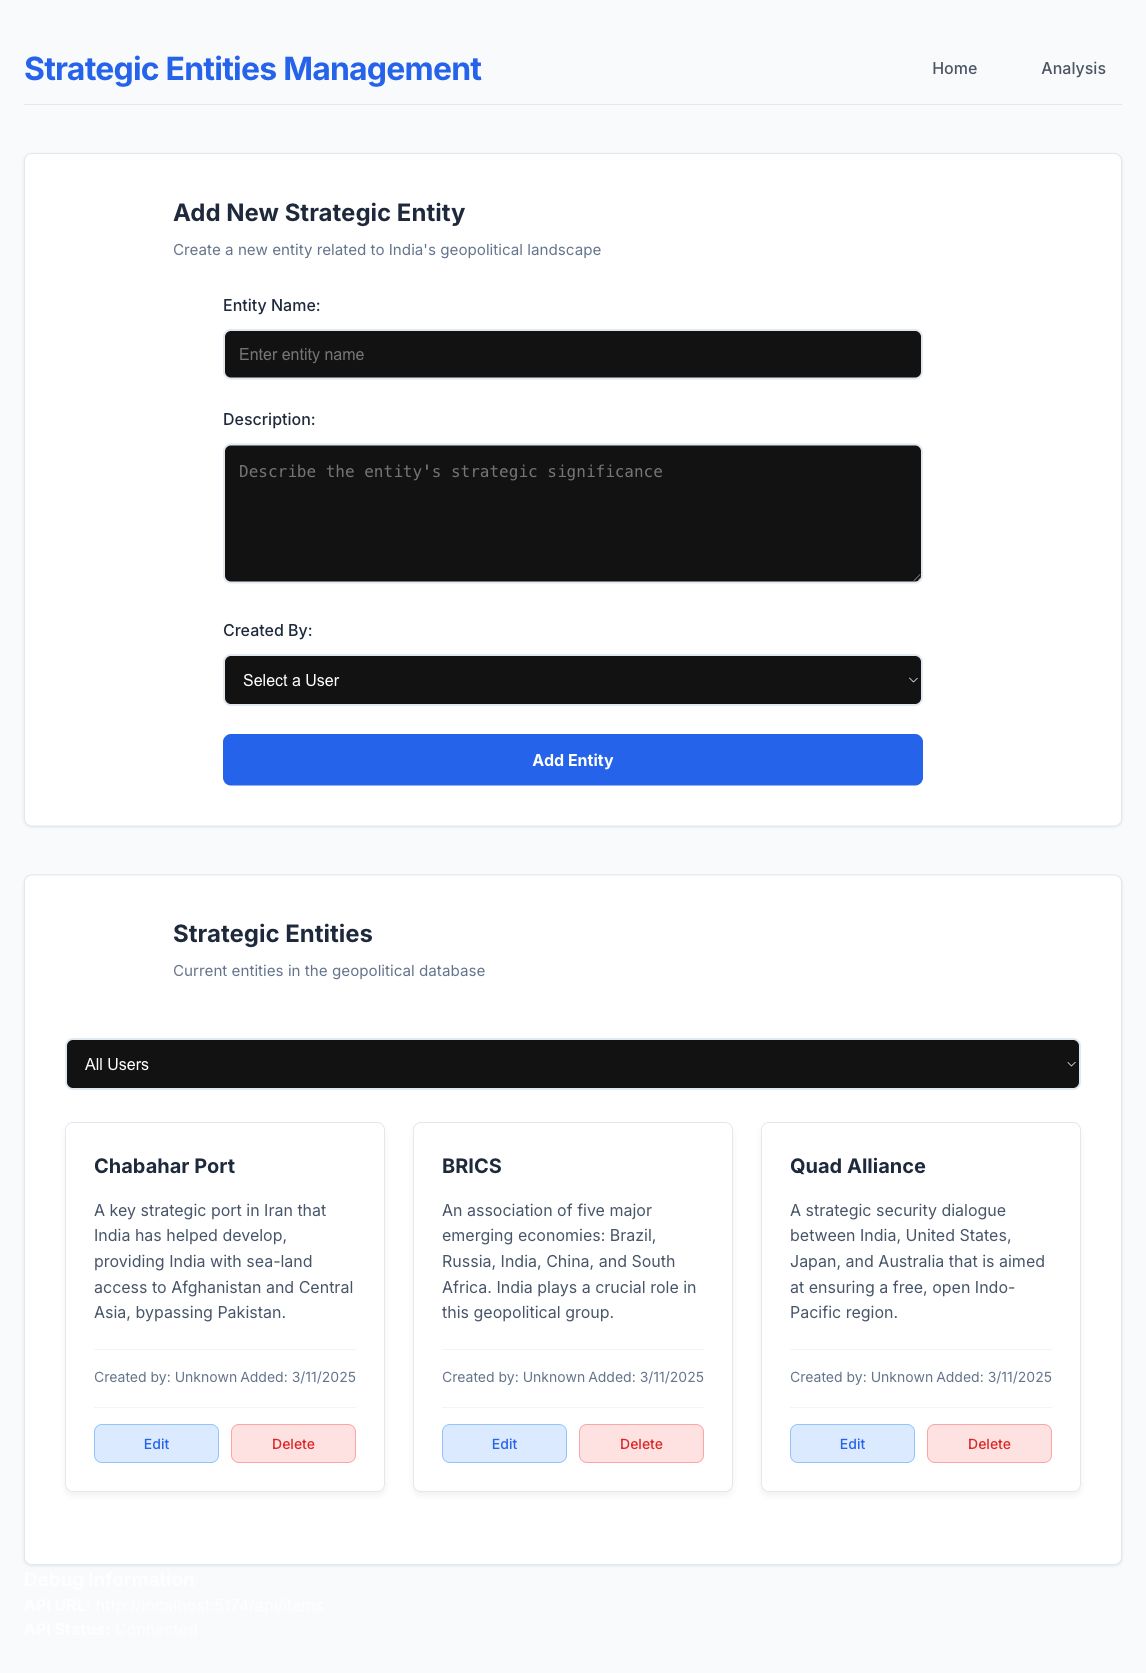 Strategic Entities Management
Home
Analysis
Add New Strategic Entity
Create a new entity related to India's geopolitical landscape
Entity Name:
Enter entity name
Description:
Describe the entity's strategic significance
Created By:
Select a User
Add Entity
Strategic Entities
Current entities in the geopolitical database
All Users
Chabahar Port
A key strategic port in Iran that
India has helped develop,
providing India with sea-land
access to Afghanistan and Central
Asia, bypassing Pakistan.
Created by: Unknown Added: 3/11/2025
Edit
Delete
BRICS
An association of five major
emerging economies: Brazil,
Russia, India, China, and South
Africa. India plays a crucial role in
this geopolitical group.
Created by: Unknown Added: 3/11/2025
Edit
Delete
Quad Alliance
A strategic security dialogue
between India, United States,
Japan, and Australia that is aimed
at ensuring a free, open Indo-
Pacific region.
Created by: Unknown Added: 3/11/2025
Edit
Delete
Debug Information
API URL:
API Status: Connected